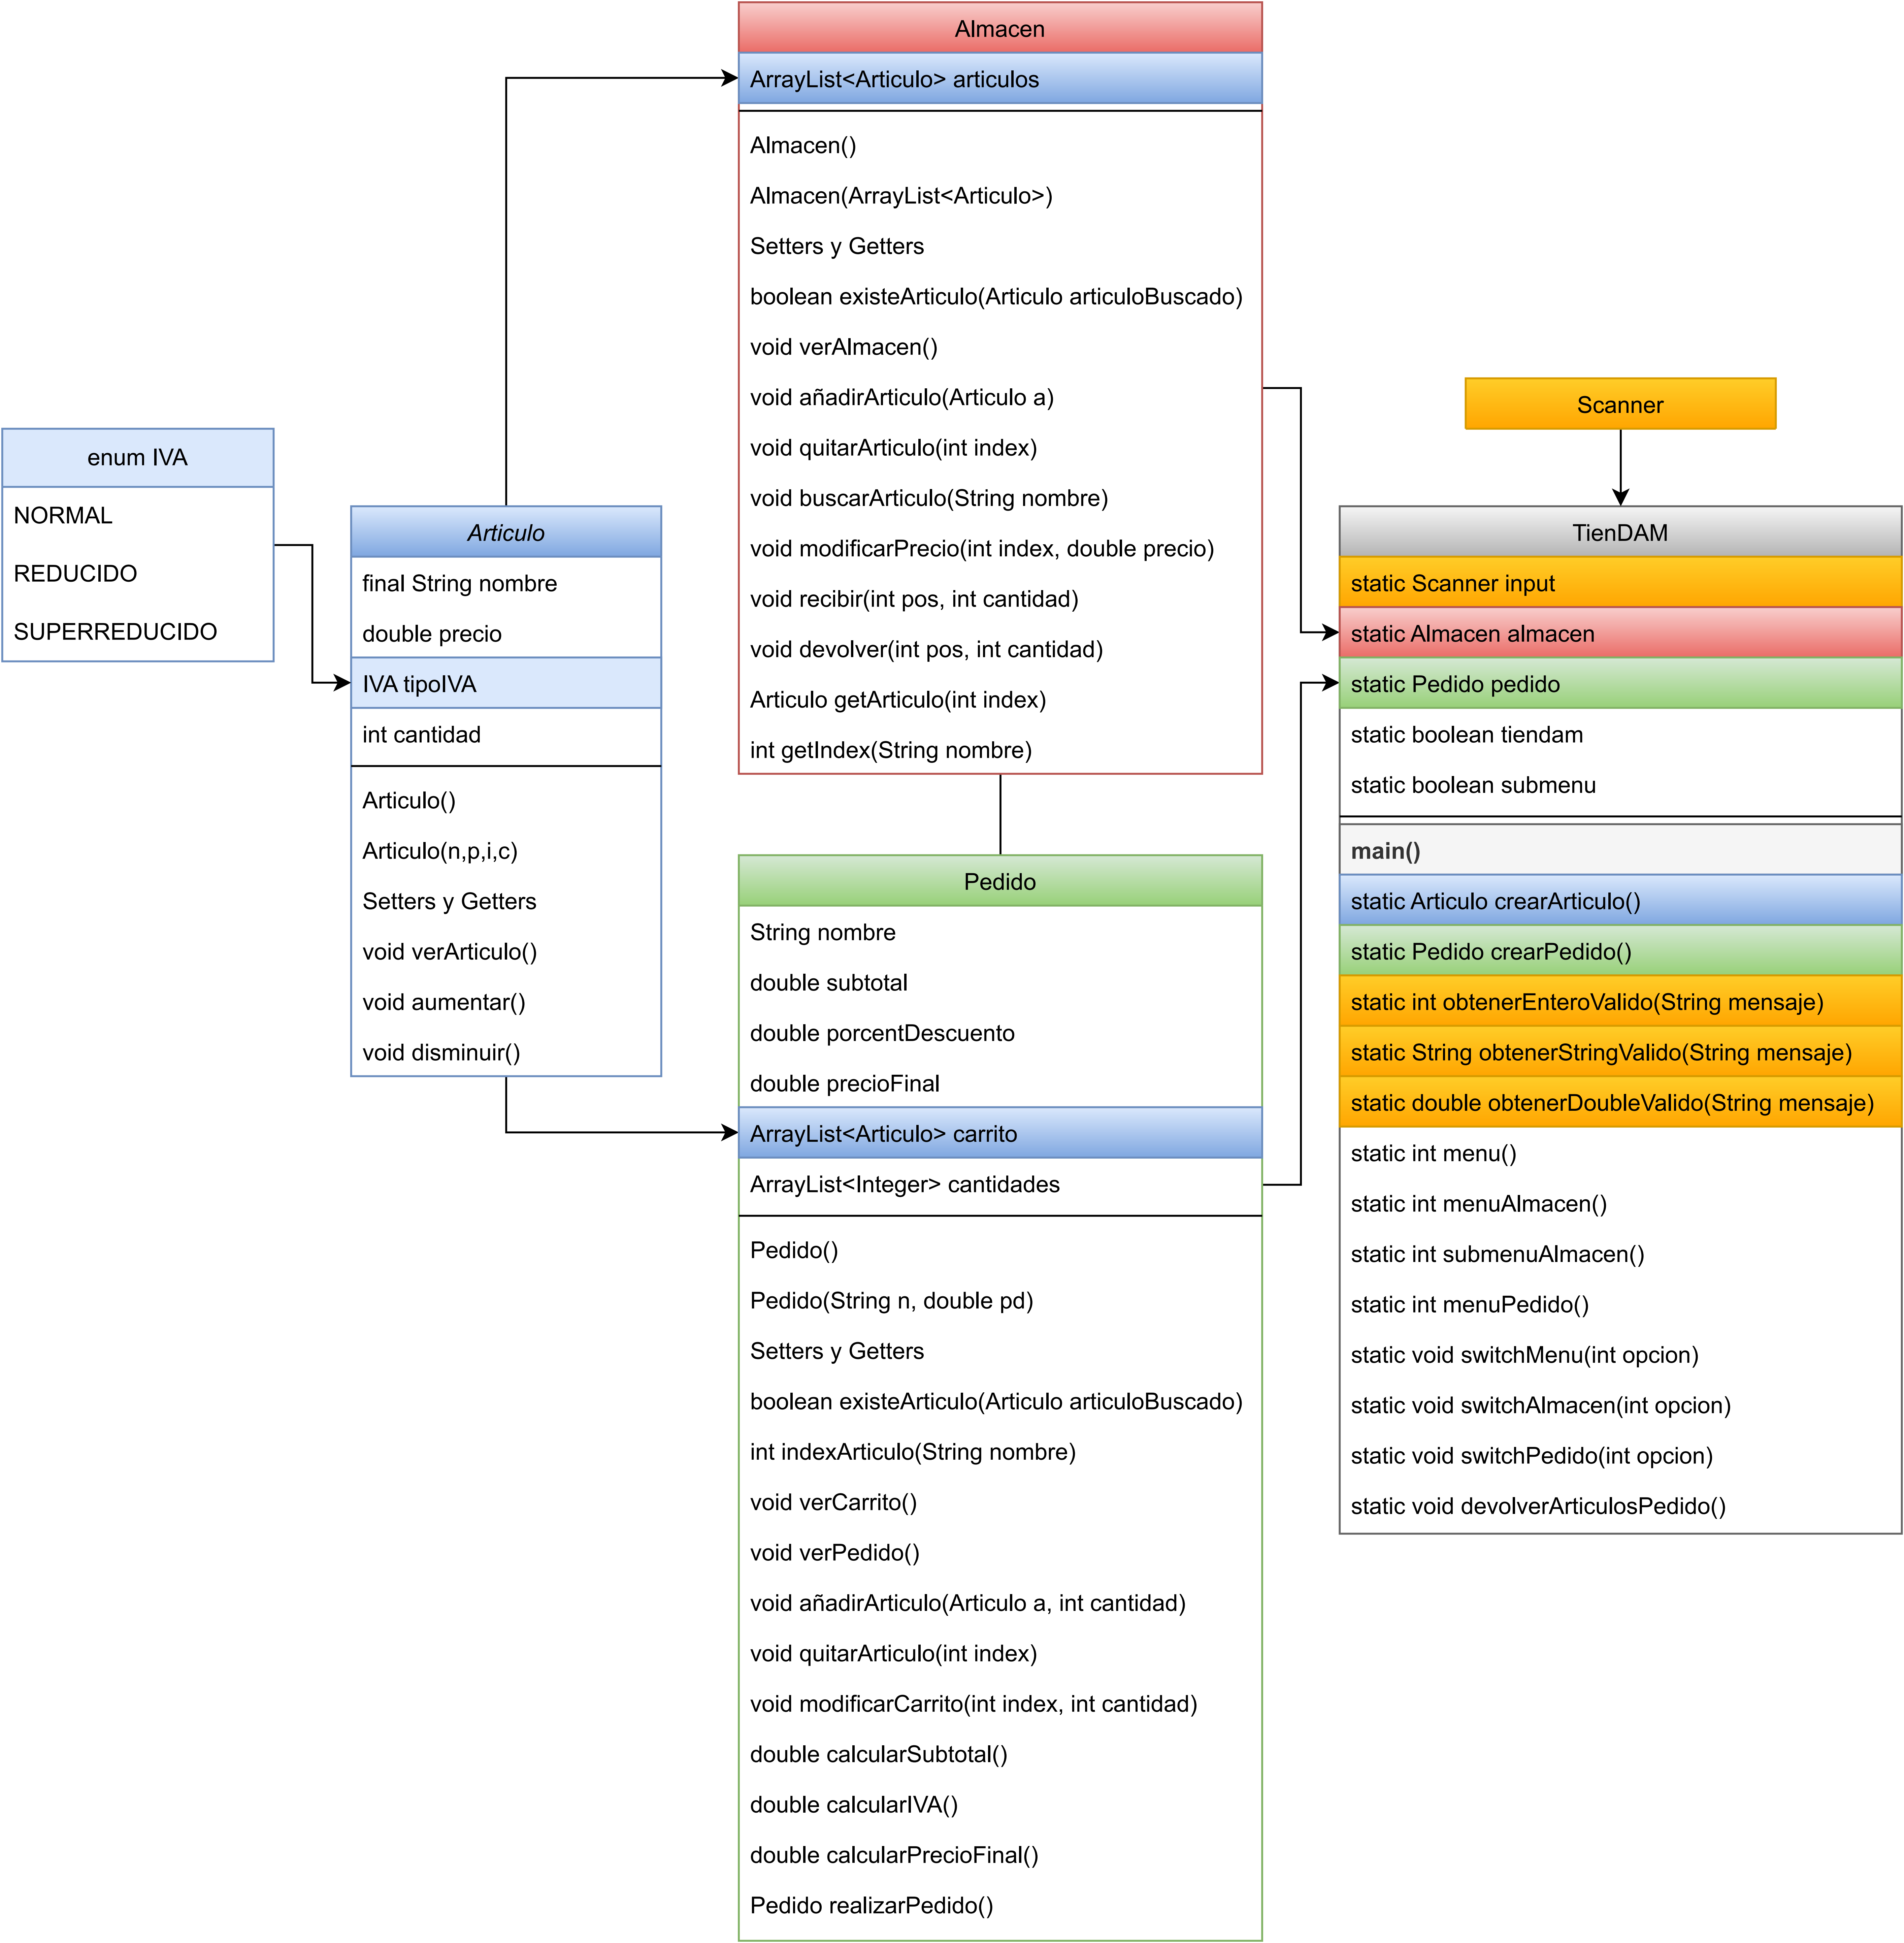 enum IVA
NORMAL
REDUCIDO
SUPERREDUCIDO
Articulo
final String nombre
double precio
IVA tipoIVA
int cantidad
Articulo()
Articulo(n,p,i,c)
Setters y Getters
void verArticulo()
void aumentar()
void disminuir()
Almacen
ArrayList<Articulo> articulos
Almacen()
Almacen(ArrayList<Articulo>)
Setters y Getters
boolean existeArticulo(Articulo articuloBuscado)
void verAlmacen()
void añadirArticulo(Articulo a)
void quitarArticulo(int index)
void buscarArticulo(String nombre)
void modificarPrecio(int index, double precio)
void recibir(int pos, int cantidad)
void devolver(int pos, int cantidad)
Articulo getArticulo(int index)
int getIndex(String nombre)
Pedido
String nombre
double subtotal
double porcentDescuento
double precioFinal
ArrayList<Articulo> carrito
ArrayList<Integer> cantidades
Pedido()
Pedido(String n, double pd)
Setters y Getters
boolean existeArticulo(Articulo articuloBuscado)
int indexArticulo(String nombre)
void verCarrito()
void verPedido()
void añadirArticulo(Articulo a, int cantidad)
void quitarArticulo(int index)
void modificarCarrito(int index, int cantidad)
double calcularSubtotal()
double calcularIVA()
double calcularPrecioFinal()
Pedido realizarPedido()
Scanner
TienDAM
static Scanner input
static Almacen almacen
static Pedido pedido
static boolean tiendam
static boolean submenu
main()
static Articulo crearArticulo()
static Pedido crearPedido()
static int obtenerEnteroValido(String mensaje)
static String obtenerStringValido(String mensaje)
static double obtenerDoubleValido(String mensaje)
static int menu()
static int menuAlmacen()
static int submenuAlmacen()
static int menuPedido()
static void switchMenu(int opcion)
static void switchAlmacen(int opcion)
static void switchPedido(int opcion)
static void devolverArticulosPedido()